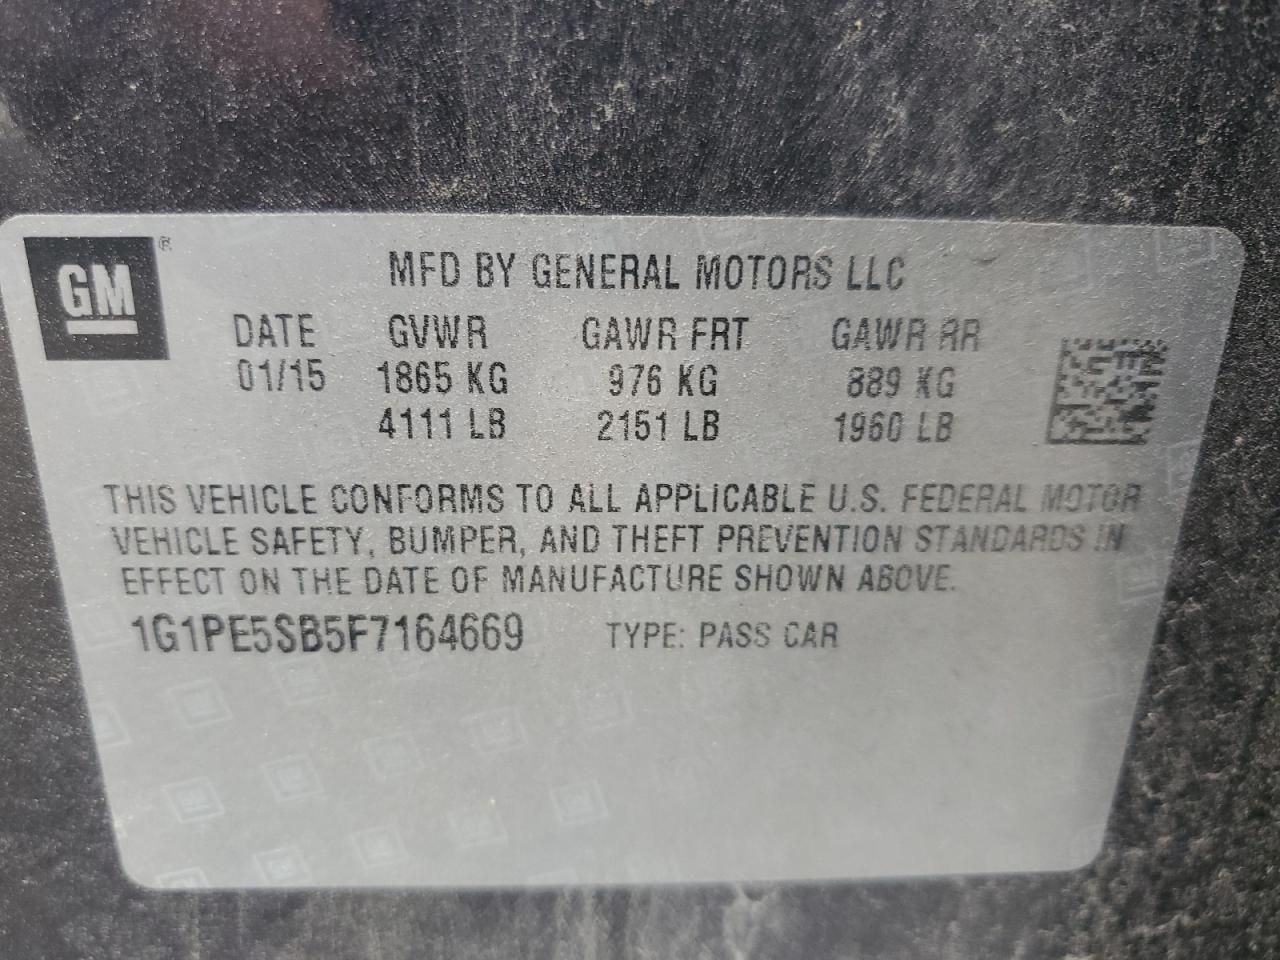 GM®
MFD BY GENERAL MOTORS LLC
DATE GVWR GAWR FRT GAWR RR
01/15 1865 KG 976 KG 889 KG
4111 LB 2151 LB 1960 LB
THIS VEHICLE CONFORMS TO ALL APPLICABLE U.S. FEDERAL MOTOR
VEHICLE SAFETY, BUMPER, AND THEFT PREVENTION STANDARDS IN
EFFECT ON THE DATE OF MANUFACTURE SHOWN ABOVE.
1G1PE5SB5F7164669 TYPE: PASS CAR